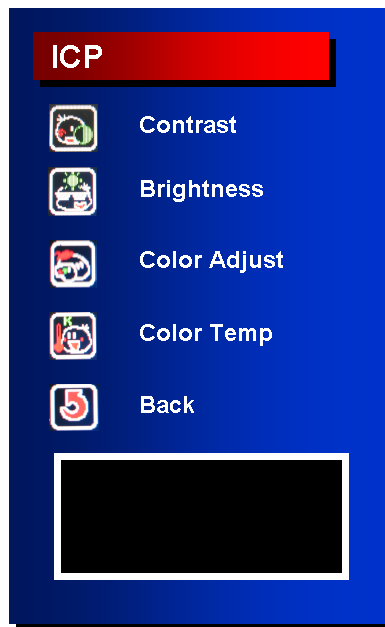 ICP
Contrast
Brightness
Color Adjust
K
Color Temp
Back